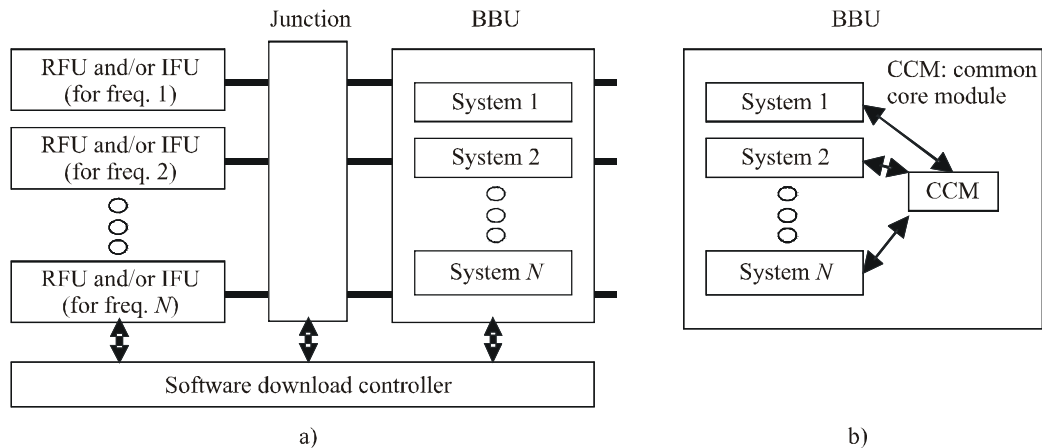 Junction
BBU
RFU and/or IFU
(for freq. 1)
RFU and/or IFU
(for freq. 2)
RFU and/or IFU
(for freq. N)
System 1
System 2
System N
Software download controller
a)
BBU
CCM: common
core module
System 1
System 2
CCM
System N
b)